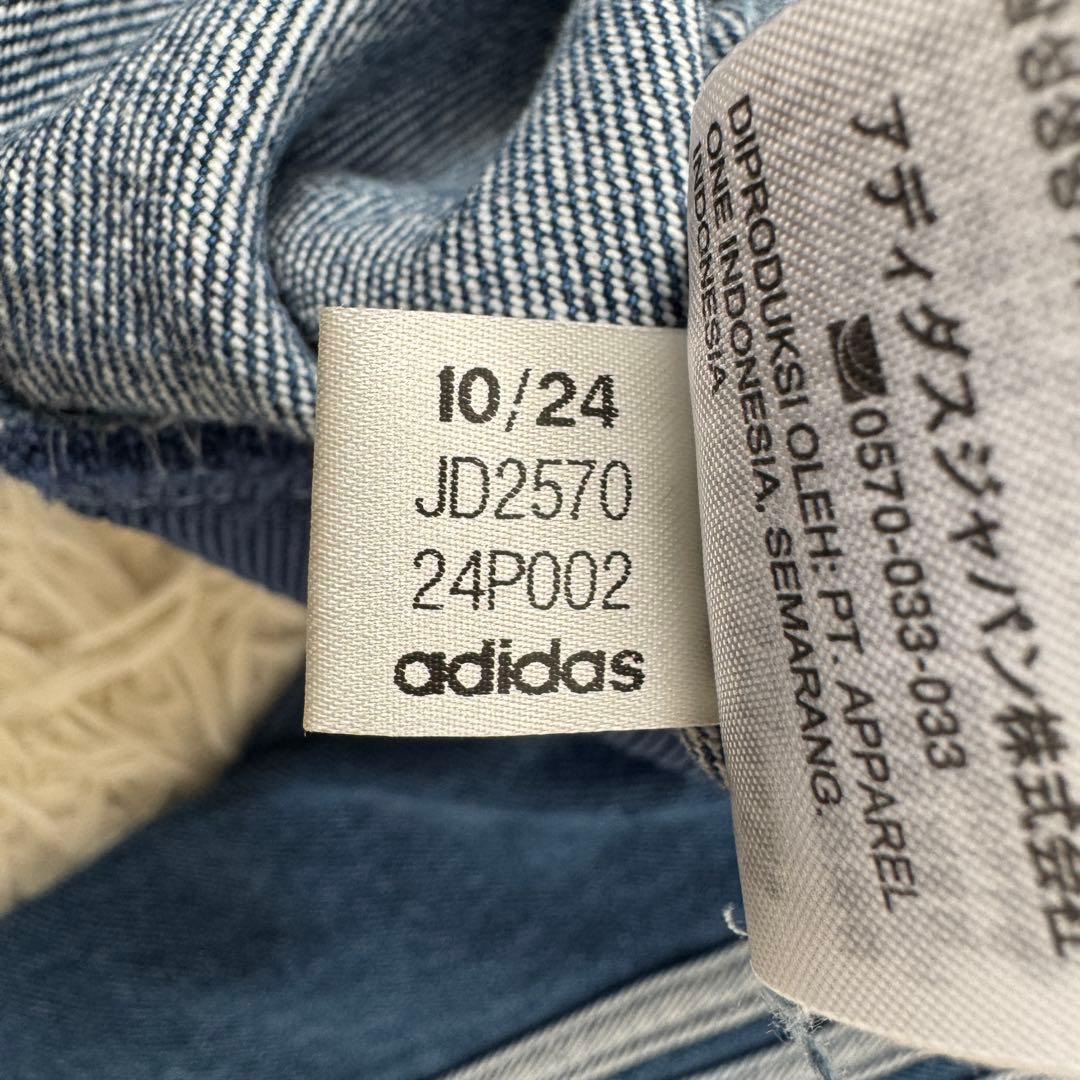 10/24
JD2570
24P002
adidas
アディダスジャパン株式会社
0570-033-033
DIPRODUKSI OLEH: PT. APPAREL
ONE INDONESIA, SEMARANG.
INDONESIA